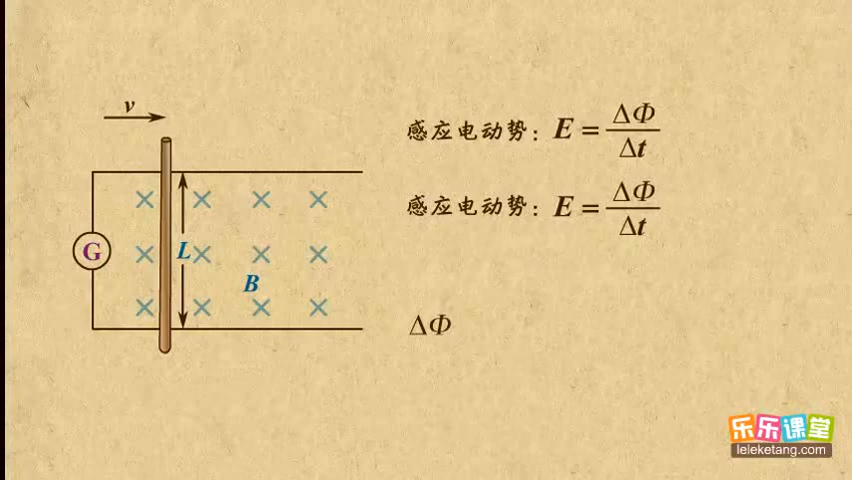 v
感应电动势：E = ΔΦ/Δt
感应电动势：E = ΔΦ/Δt
G
L
B
ΔΦ
乐乐课堂
leleketang.com